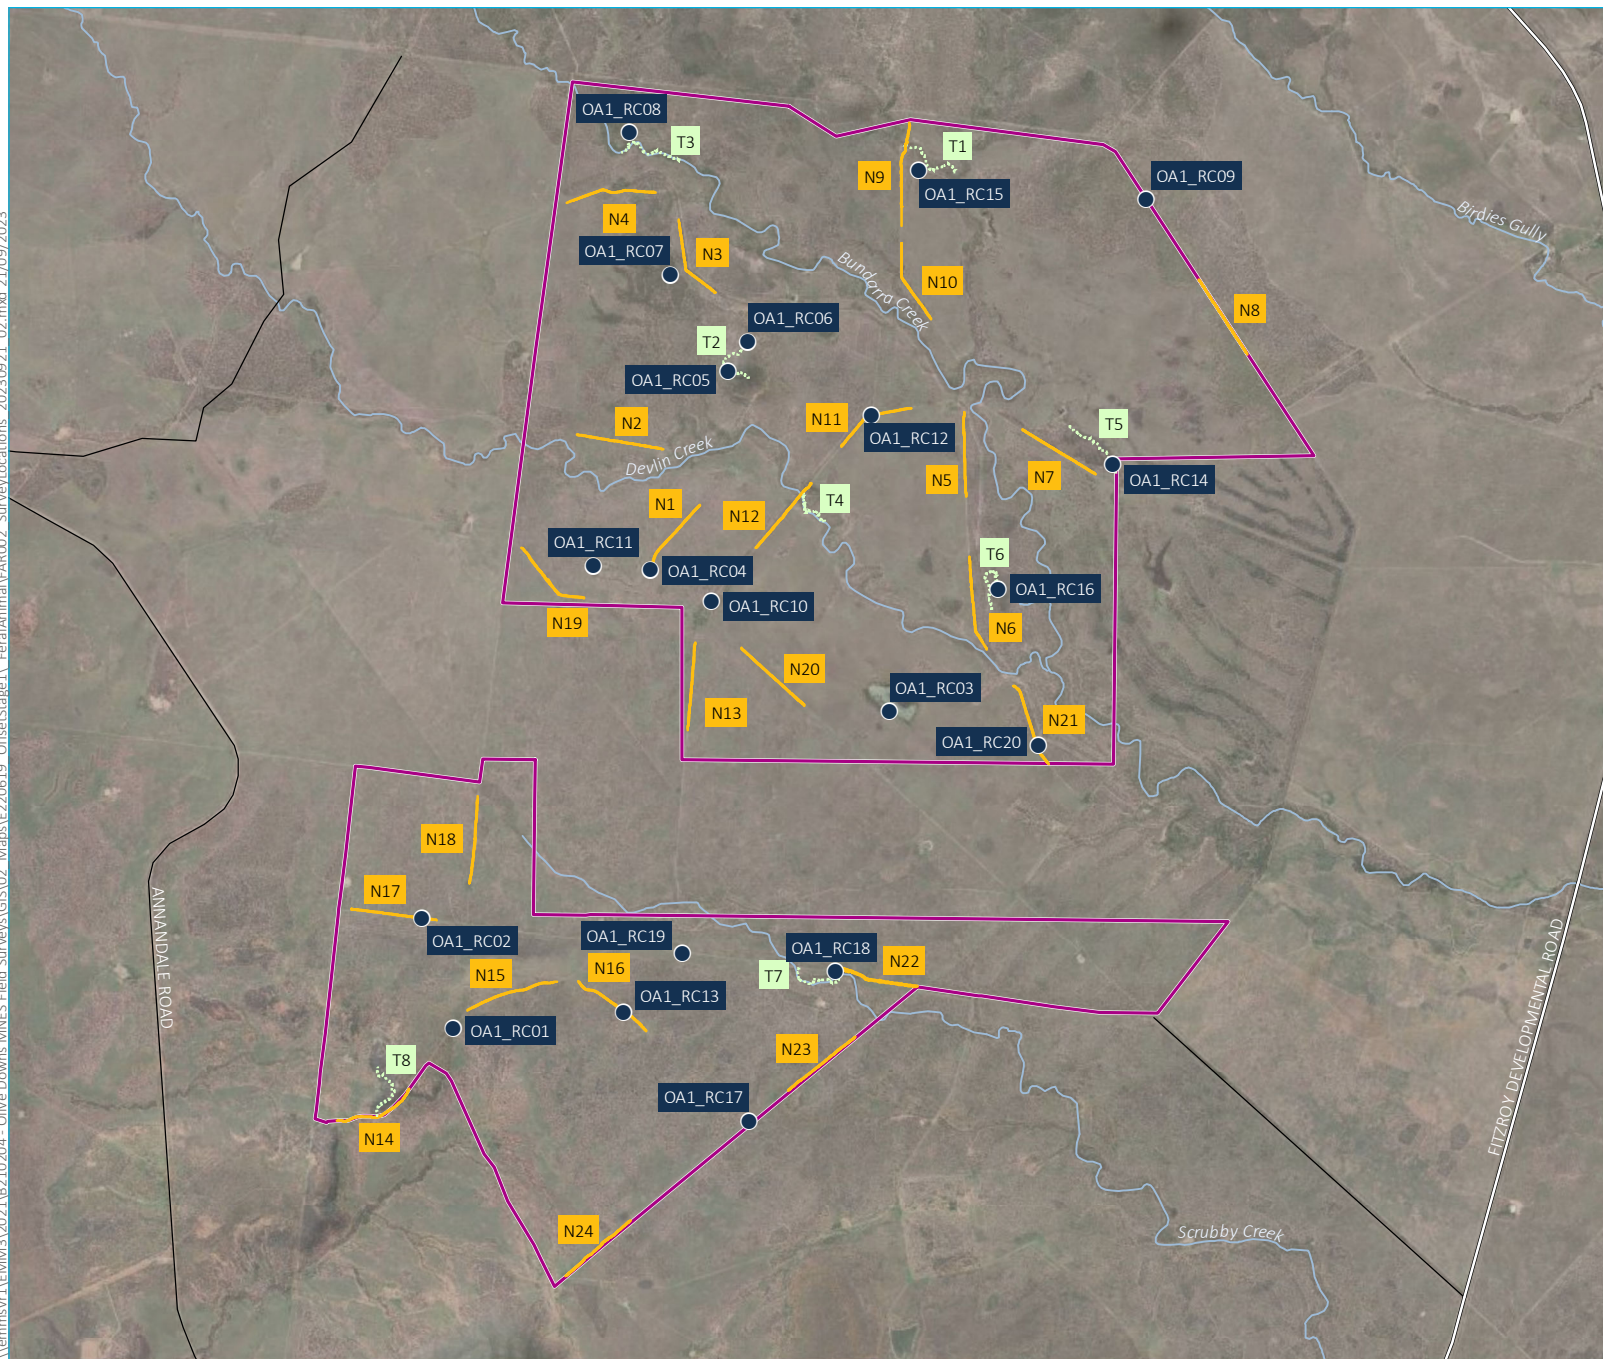 OA1_RC08
T3
T1
N9
OA1_RC15
OA1_RC09
Birdies Gully
N4
OA1_RC07
N3
Bundarra Creek
N10
N8
OA1_RC06
T2
OA1_RC05
N2
N11
OA1_RC12
T5
Devlin Creek
N5
N7
OA1_RC14
N1
N12
T4
OA1_RC11
OA1_RC04
T6
OA1_RC16
OA1_RC10
N19
N6
N20
N13
OA1_RC03
N21
OA1_RC20
N18
N17
OA1_RC02
OA1_RC19
OA1_RC18
N22
N15
N16
T7
OA1_RC13
OA1_RC01
ANNANDALE ROAD
FITZROY DEVELOPMENTAL ROAD
T8
N23
OA1_RC17
N14
N24
Scrubby Creek